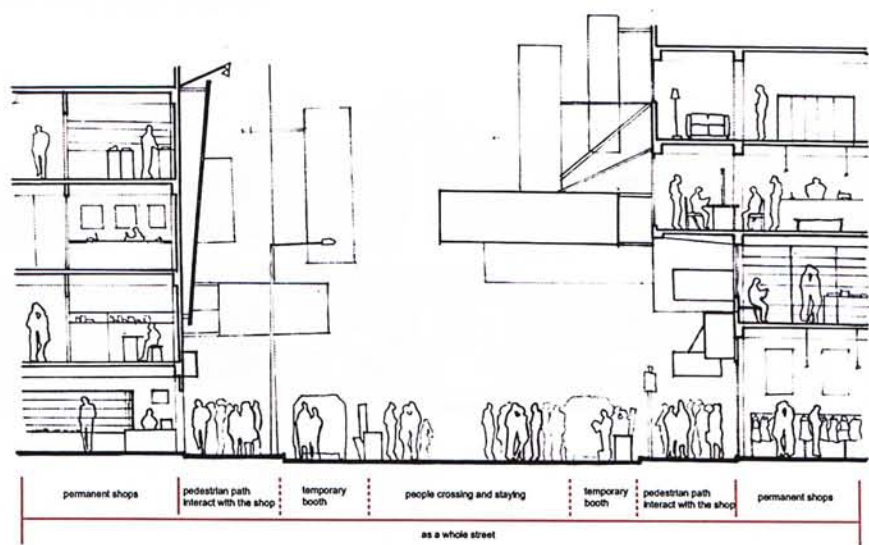 permanent shops
pedestrian path
interact with the shop
temporary
booth
people crossing and staying
temporary
booth
pedestrian path
interact with the shop
permanent shops
as a whole street